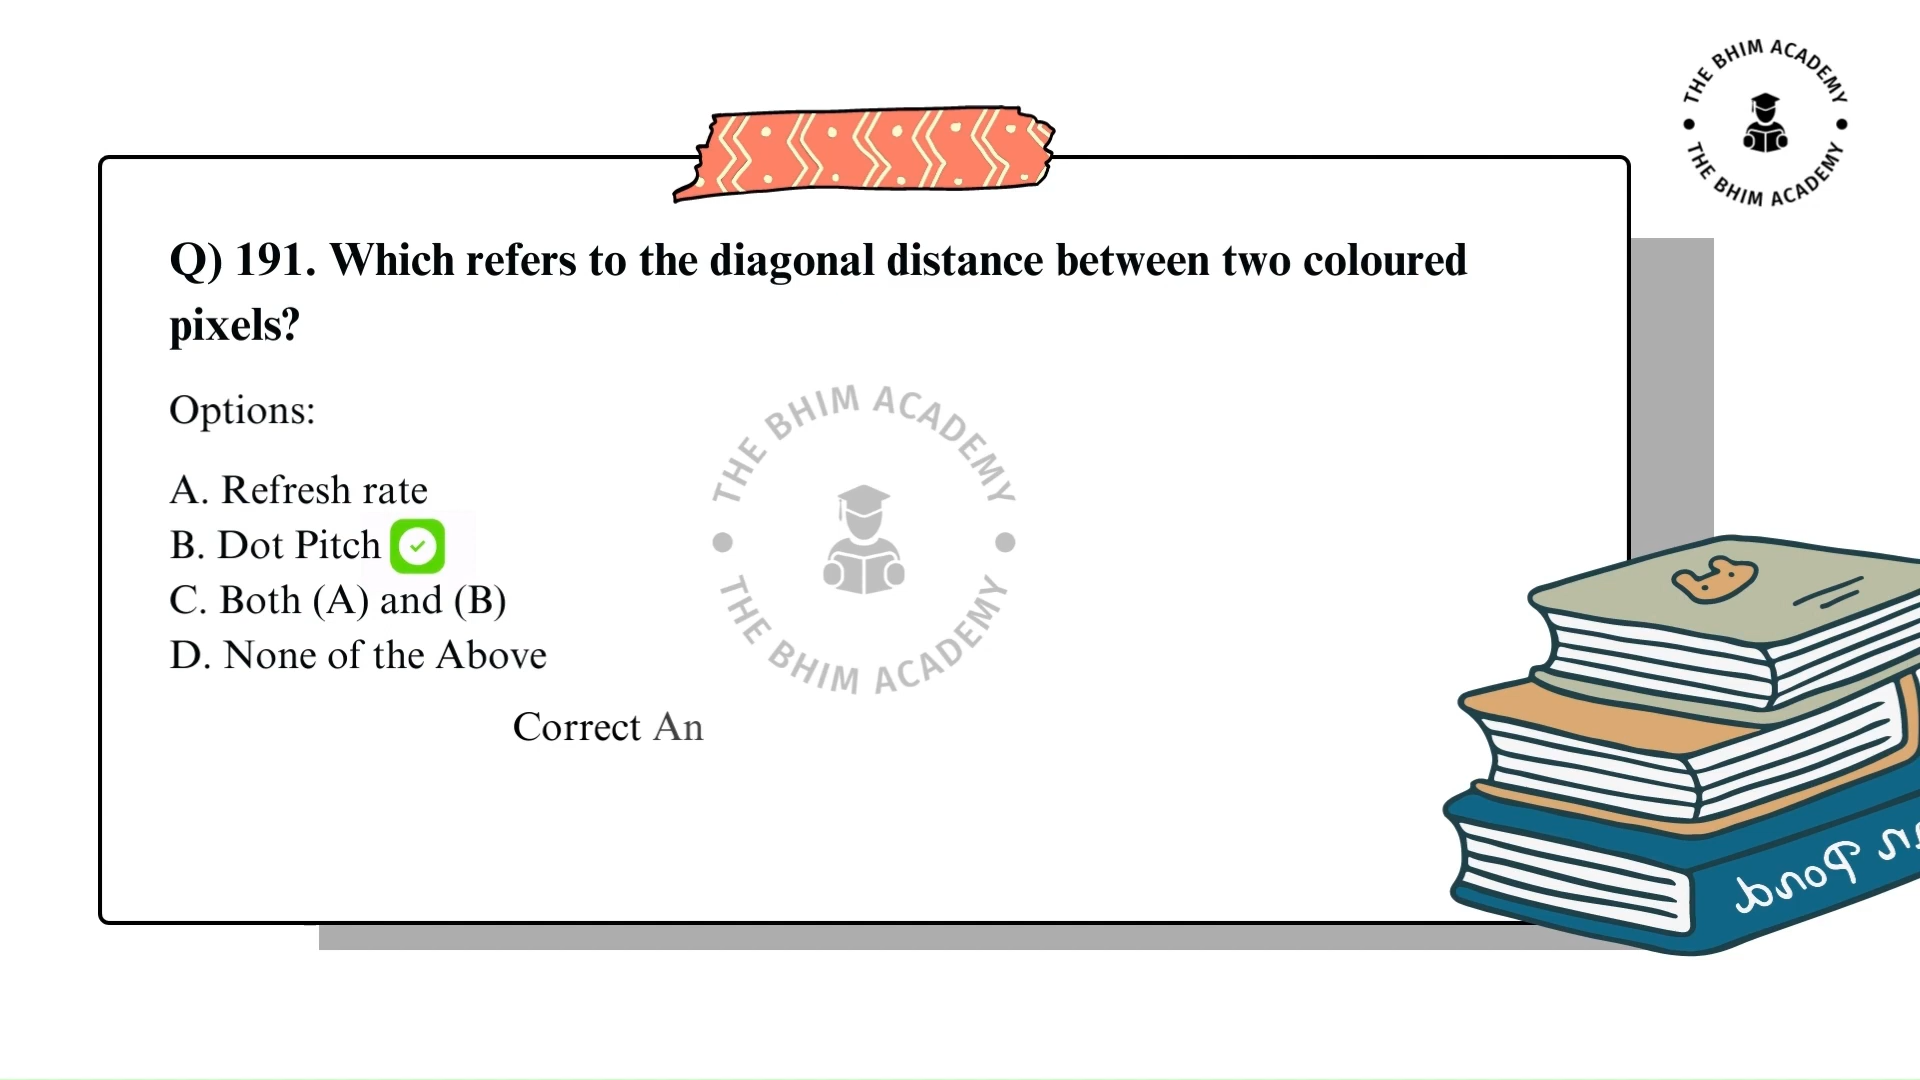 THE BHIM ACADEMY
THE BHIM ACADEMY
Q) 191. Which refers to the diagonal distance between two coloured
pixels?
Options:
THE BHIM ACADEMY
A. Refresh rate
B. Dot Pitch
C. Both (A) and (B)
D. None of the Above
THE BHIM ACADEMY
Correct An
Pond